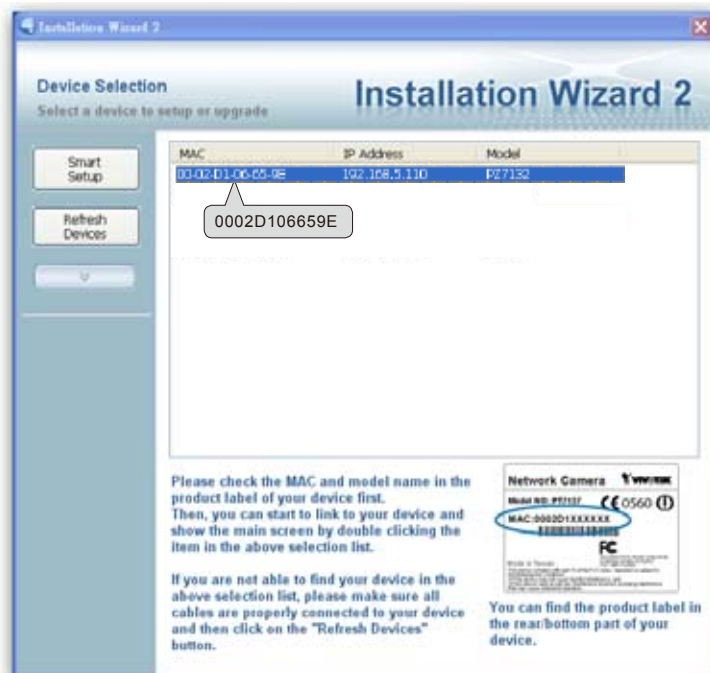 Installation Wizard 2
Device Selection
Select a device to setup or upgrade
Installation Wizard 2
Smart
Setup
Refresh
Devices
MAC IP Address Model
00-02-D1-06-65-9E 192.168.5.110 PZ7132
0002D106659E
Please check the MAC and model name in the
product label of your device first.
Then, you can start to link to your device and
show the main screen by double clicking the
item in the above selection list.
If you are not able to find your device in the
above selection list, please make sure all
cables are properly connected to your device
and then click on the "Refresh Devices"
button.
Network Camera VIVOTEK
Model NO:
CE 0560
MAC:0002D1XXXXXX
FC
Made in Taiwan
You can find the product label in
the rear/bottom part of your
device.